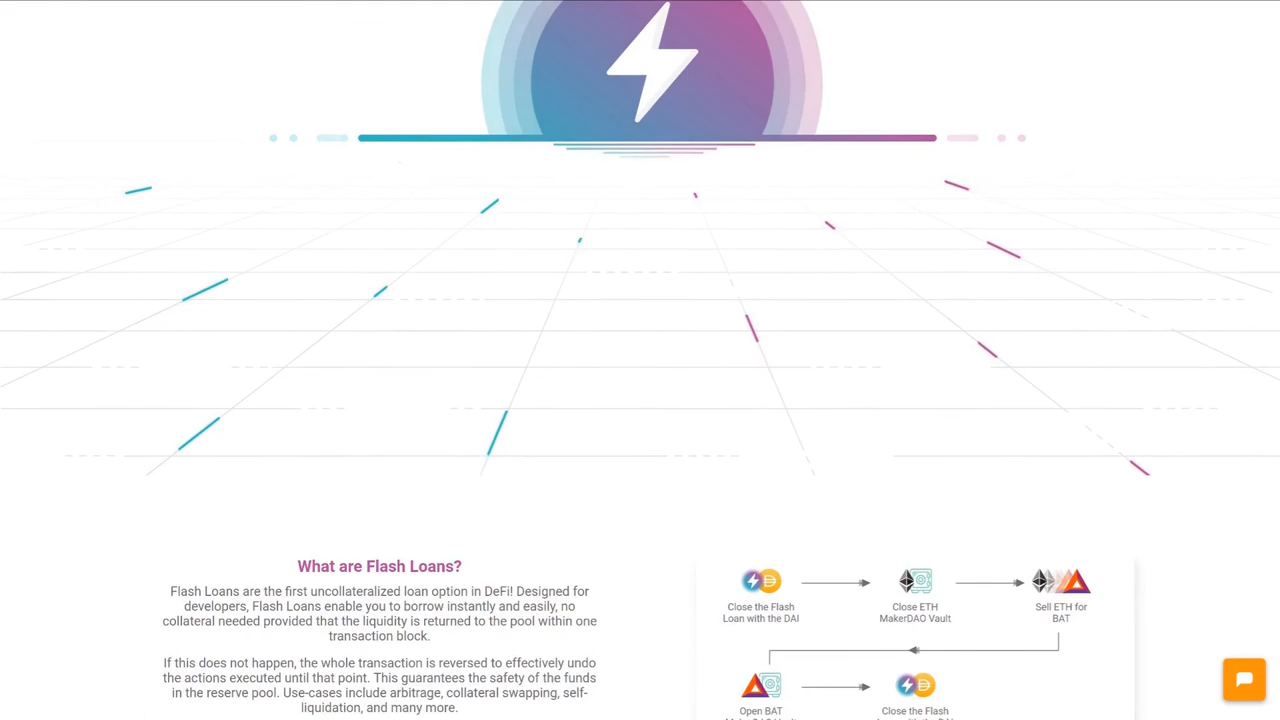 What are Flash Loans?
Flash Loans are the first uncollateralized loan option in DeFi! Designed for
developers, Flash Loans enable you to borrow instantly and easily, no
collateral needed provided that the liquidity is returned to the pool within one
transaction block.
If this does not happen, the whole transaction is reversed to effectively undo
the actions executed until that point. This guarantees the safety of the funds
in the reserve pool. Use-cases include arbitrage, collateral swapping, self-
liquidation, and many more.
Close the Flash
Loan with the DAI
Close ETH
MakerDAO Vault
Sell ETH for
BAT
Open BAT
Close the Flash